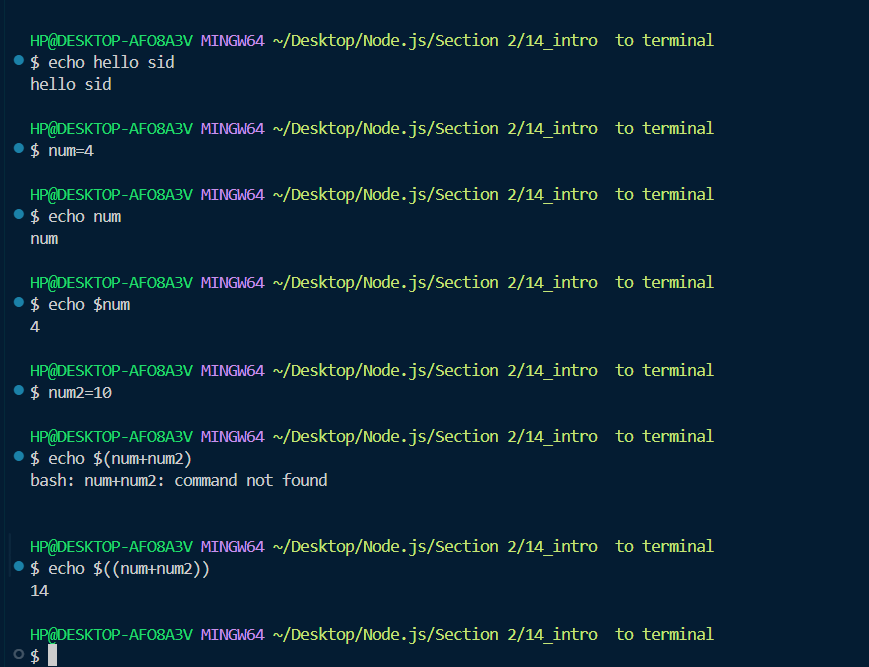 HP@DESKTOP-AFO8A3V MINGW64 ~/Desktop/Node.js/Section 2/14_intro  to terminal
$ echo hello sid
hello sid
HP@DESKTOP-AFO8A3V MINGW64 ~/Desktop/Node.js/Section 2/14_intro  to terminal
$ num=4
HP@DESKTOP-AFO8A3V MINGW64 ~/Desktop/Node.js/Section 2/14_intro  to terminal
$ echo num
num
HP@DESKTOP-AFO8A3V MINGW64 ~/Desktop/Node.js/Section 2/14_intro  to terminal
$ echo $num
4
HP@DESKTOP-AFO8A3V MINGW64 ~/Desktop/Node.js/Section 2/14_intro  to terminal
$ num2=10
HP@DESKTOP-AFO8A3V MINGW64 ~/Desktop/Node.js/Section 2/14_intro  to terminal
$ echo $(num+num2)
bash: num+num2: command not found
HP@DESKTOP-AFO8A3V MINGW64 ~/Desktop/Node.js/Section 2/14_intro  to terminal
$ echo $((num+num2))
14
HP@DESKTOP-AFO8A3V MINGW64 ~/Desktop/Node.js/Section 2/14_intro  to terminal
$